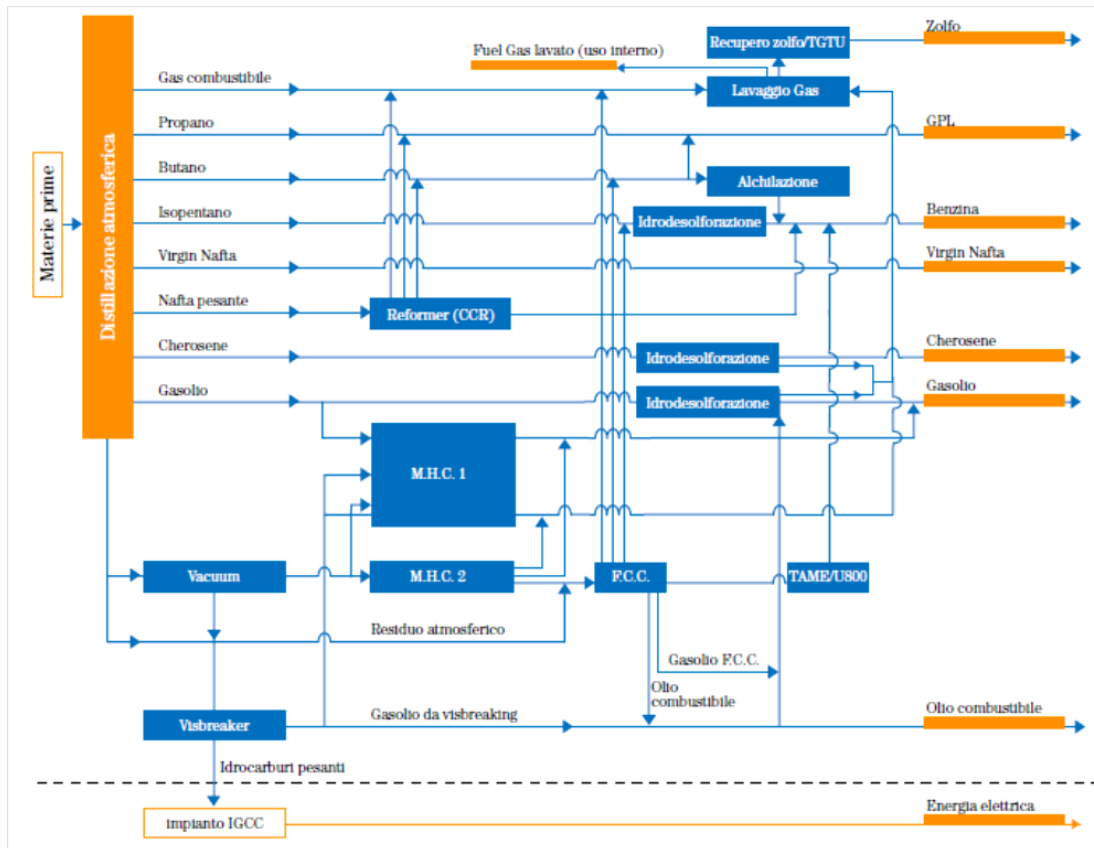 Zolfo
Recupero zolfo/TGTU
Fuel Gas lavato (uso interno)
Gas combustibile
Lavaggio Gas
Propano
GPL
Butano
Alchilazione
Isopentano
Idrodesolforazione
Benzina
Materie prime
Distillazione atmosferica
Virgin Nafta
Virgin Nafta
Nafta pesante
Reformer (CCR)
Cherosene
Idrodesolforazione
Cherosene
Gasolio
Idrodesolforazione
Gasolio
M.H.C. 1
Vacuum
M.H.C. 2
F.C.C.
TAME/U800
Residuo atmosferico
Gasolio F.C.C.
Olio
combustibile
Visbreaker
Gasolio da visbreaking
Olio combustibile
Idrocarburi pesanti
impianto IGCC
Energia elettrica